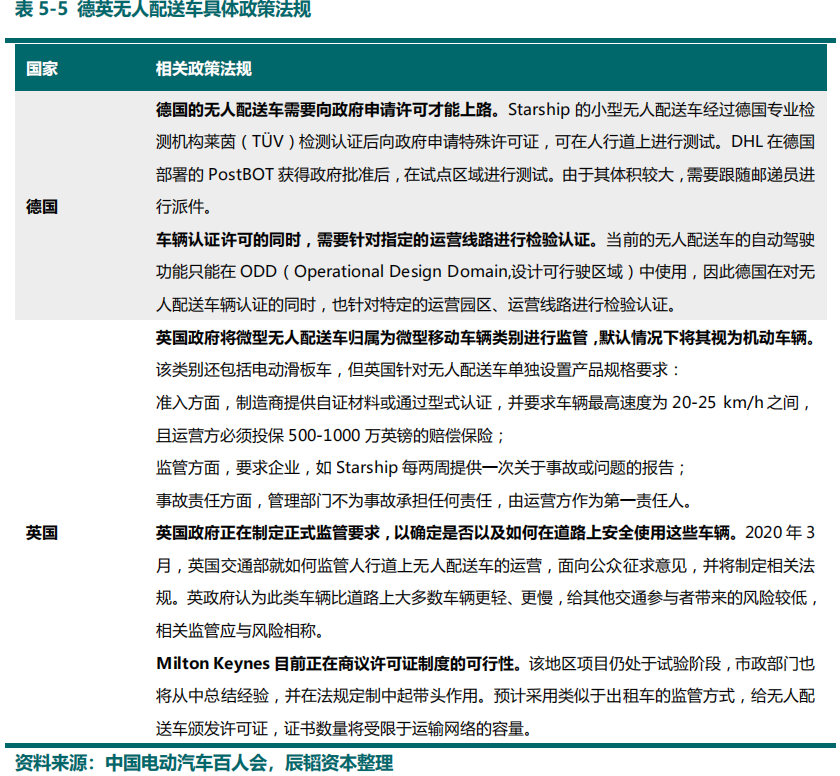 表 5-5 德英无人配送车具体政策法规
国家 相关政策法规
德国的无人配送车需要向政府申请许可才能上路。Starship 的小型无人配送车经过德国专业检
测机构莱茵（TÜV）检测认证后向政府申请特殊许可证，可在人行道上进行测试。DHL 在德国
部署的 PostBOT 获得政府批准后，在试点区域进行测试。由于其体积较大，需要跟随邮递员进
行派件。
德国
车辆认证许可的同时，需要针对指定的运营线路进行检验认证。当前的无人配送车的自动驾驶
功能只能在 ODD（Operational Design Domain,设计可行驶区域）中使用，因此德国在对无
人配送车辆认证的同时，也针对特定的运营园区、运营线路进行检验认证。
英国政府将微型无人配送车归属为微型移动车辆类别进行监管，默认情况下将其视为机动车辆。
该类别还包括电动滑板车，但英国针对无人配送车单独设置产品规格要求：
准入方面，制造商提供自证材料或通过型式认证，并要求车辆最高速度为 20-25 km/h 之间，
且运营方必须投保 500-1000 万英镑的赔偿保险；
监管方面，要求企业，如 Starship 每两周提供一次关于事故或问题的报告；
事故责任方面，管理部门不为事故承担任何责任，由运营方作为第一责任人。
英国
英国政府正在制定正式监管要求，以确定是否以及如何在道路上安全使用这些车辆。2020 年 3
月，英国交通部就如何监管人行道上无人配送车的运营，面向公众征求意见，并将制定相关法
规。英政府认为此类车辆比道路上大多数车辆更轻、更慢，给其他交通参与者带来的风险较低，
相关监管应与风险相称。
Milton Keynes 目前正在商议许可证制度的可行性。该地区项目仍处于试验阶段，市政部门也
将从中总结经验，并在法规定制中起带头作用。预计采用类似于出租车的监管方式，给无人配
送车颁发许可证，证书数量将受限于运输网络的容量。
资料来源：中国电动汽车百人会，辰韬资本整理